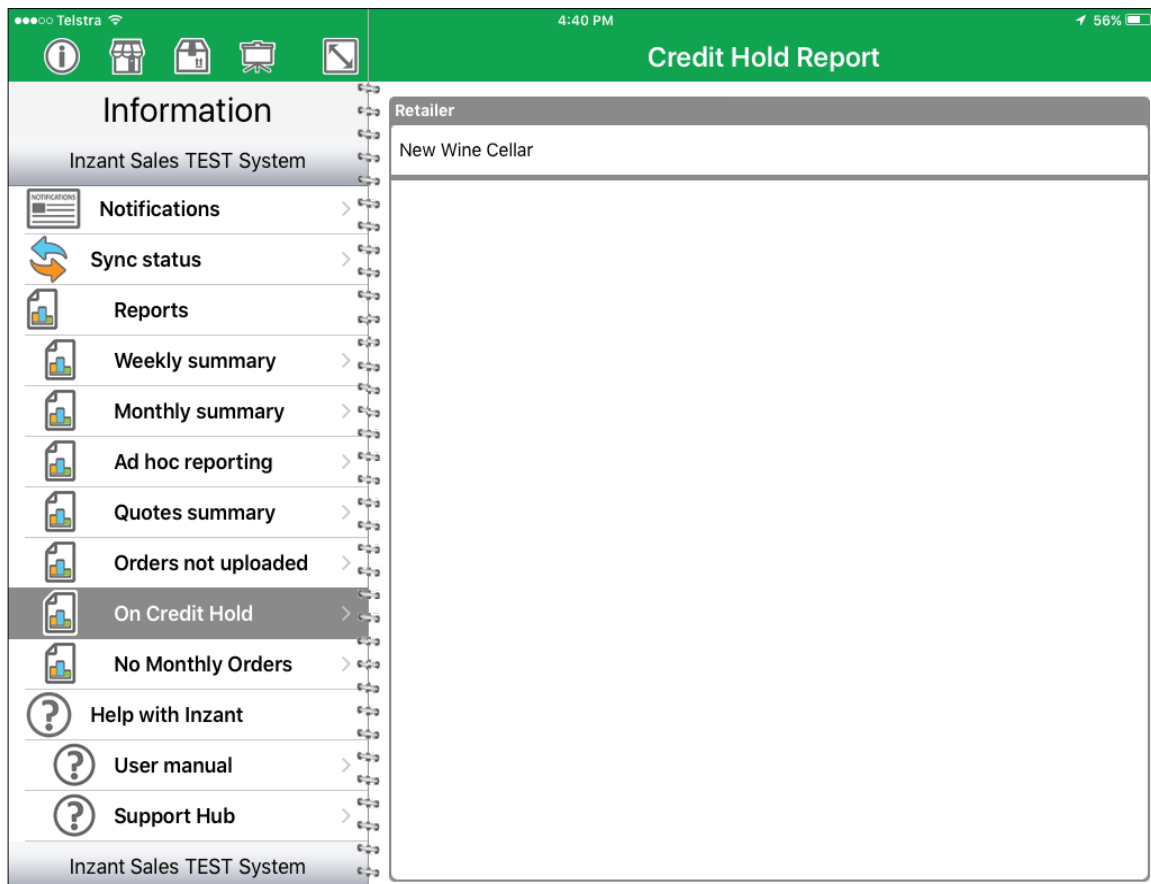 Telstra
4:40 PM
56%
Credit Hold Report
Information
Inzant Sales TEST System
NOTIFICATIONS
Notifications
Sync status
Reports
Weekly summary
Monthly summary
Ad hoc reporting
Quotes summary
Orders not uploaded
On Credit Hold
No Monthly Orders
Help with Inzant
User manual
Support Hub
Inzant Sales TEST System
Retailer
New Wine Cellar